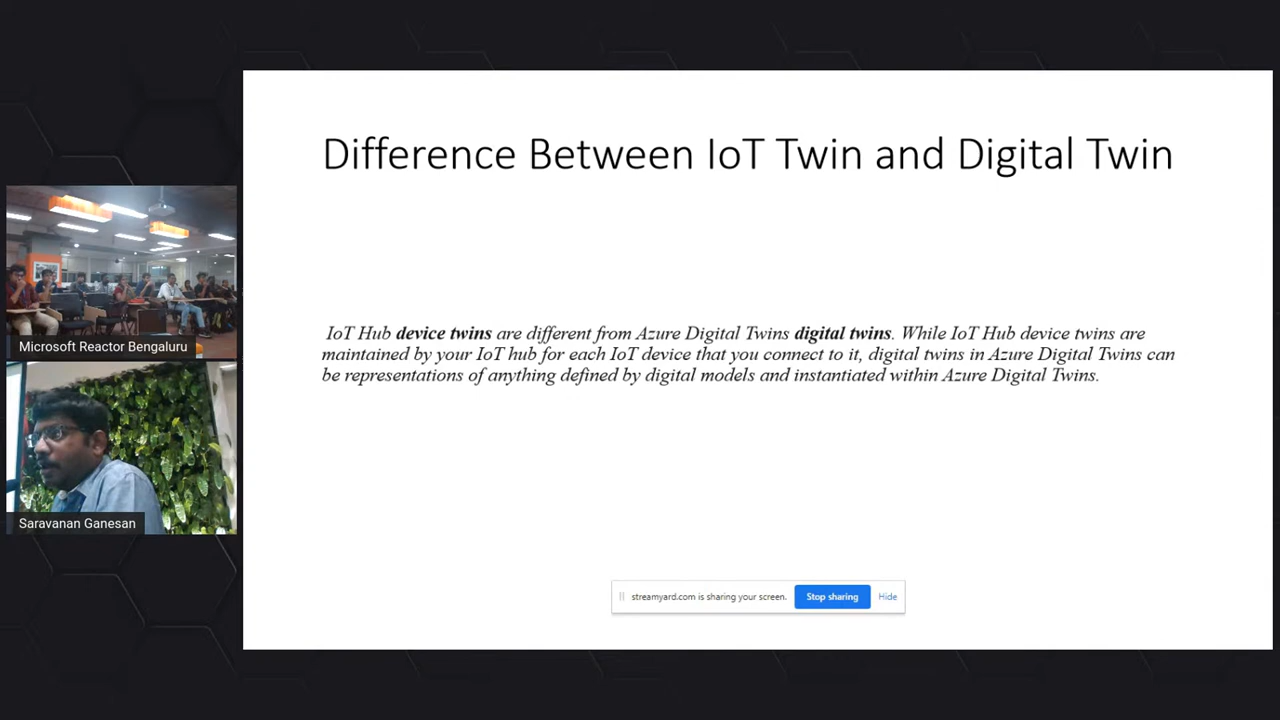 Difference Between IoT Twin and Digital Twin
IoT Hub device twins are different from Azure Digital Twins digital twins. While IoT Hub device twins are
maintained by your IoT hub for each IoT device that you connect to it, digital twins in Azure Digital Twins can
be representations of anything defined by digital models and instantiated within Azure Digital Twins.
Microsoft Reactor Bengaluru
Saravanan Ganesan
streamyard.com is sharing your screen.
Stop sharing
Hide